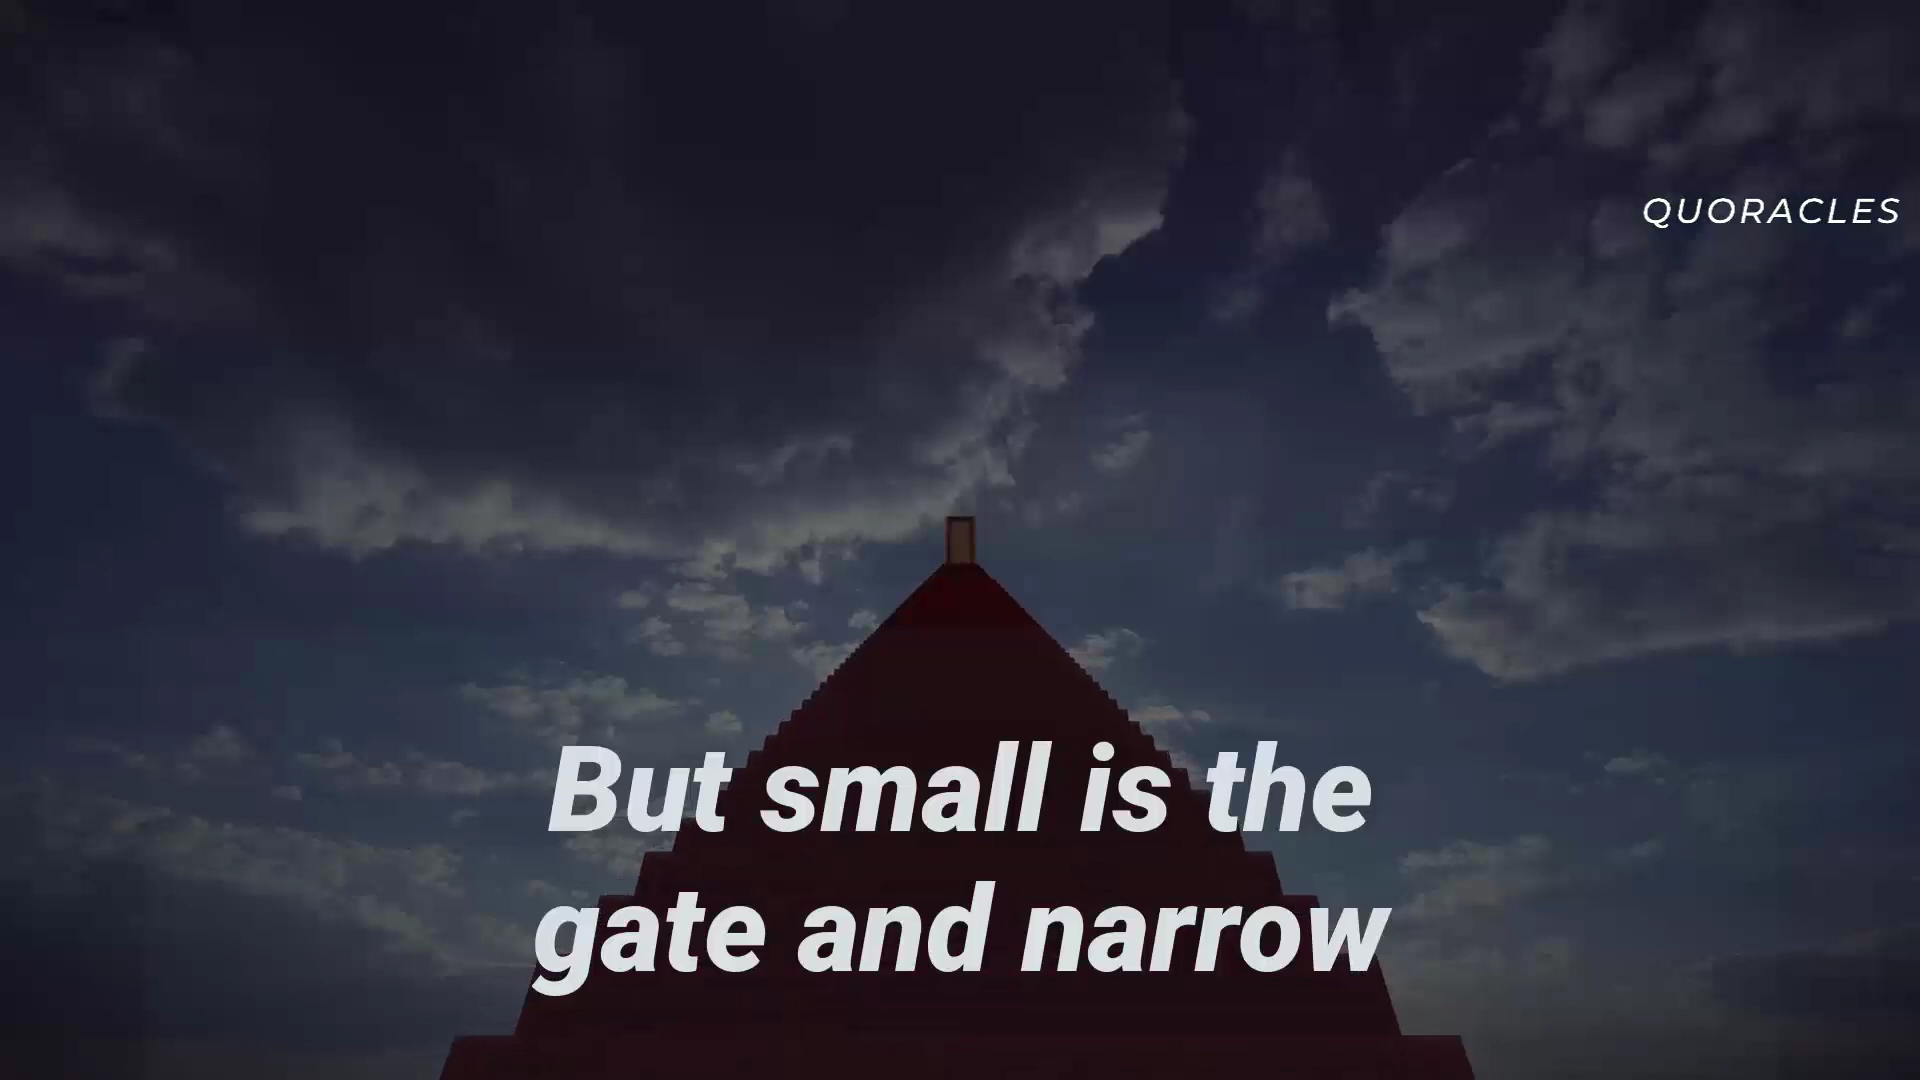 QUORACLES
But small is the
gate and narrow